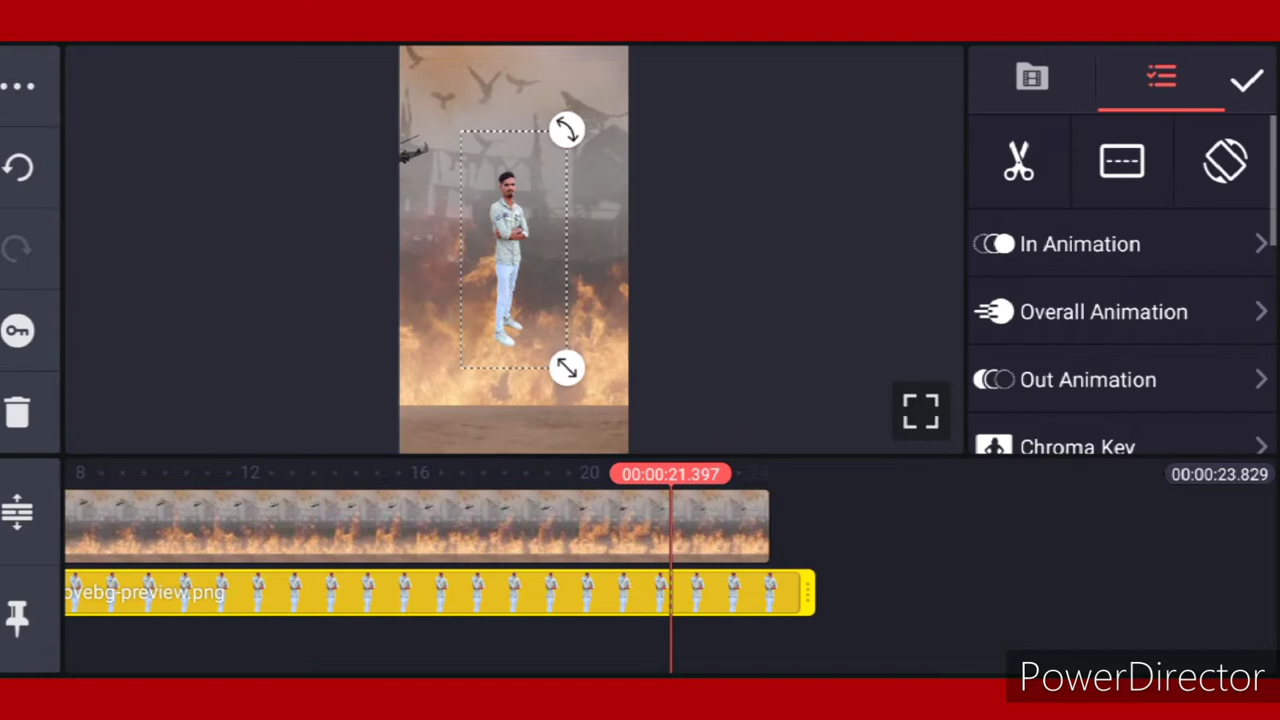 In Animation
Overall Animation
Out Animation
Chroma Key
8 12 16 20 00:00:21.397
00:00:23.829
ovebg-preview.png
PowerDirector